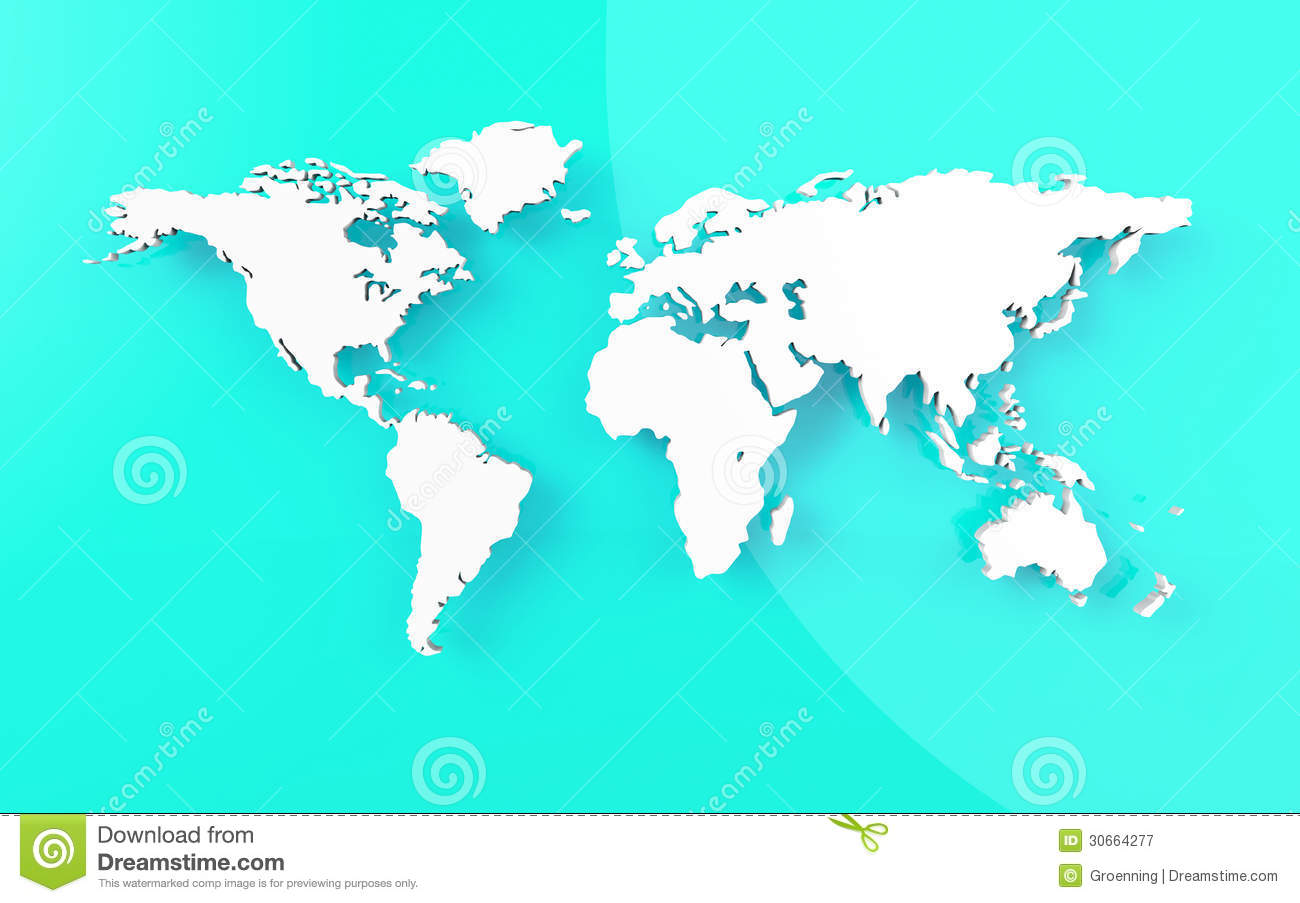 dreamstime
dreamstime
dreamstime
dreamstime
dreamstime
dreamstime
Download from
Dreamstime.com
This watermarked comp image is for previewing purposes only.
ID 30664277
© Groenning | Dreamstime.com